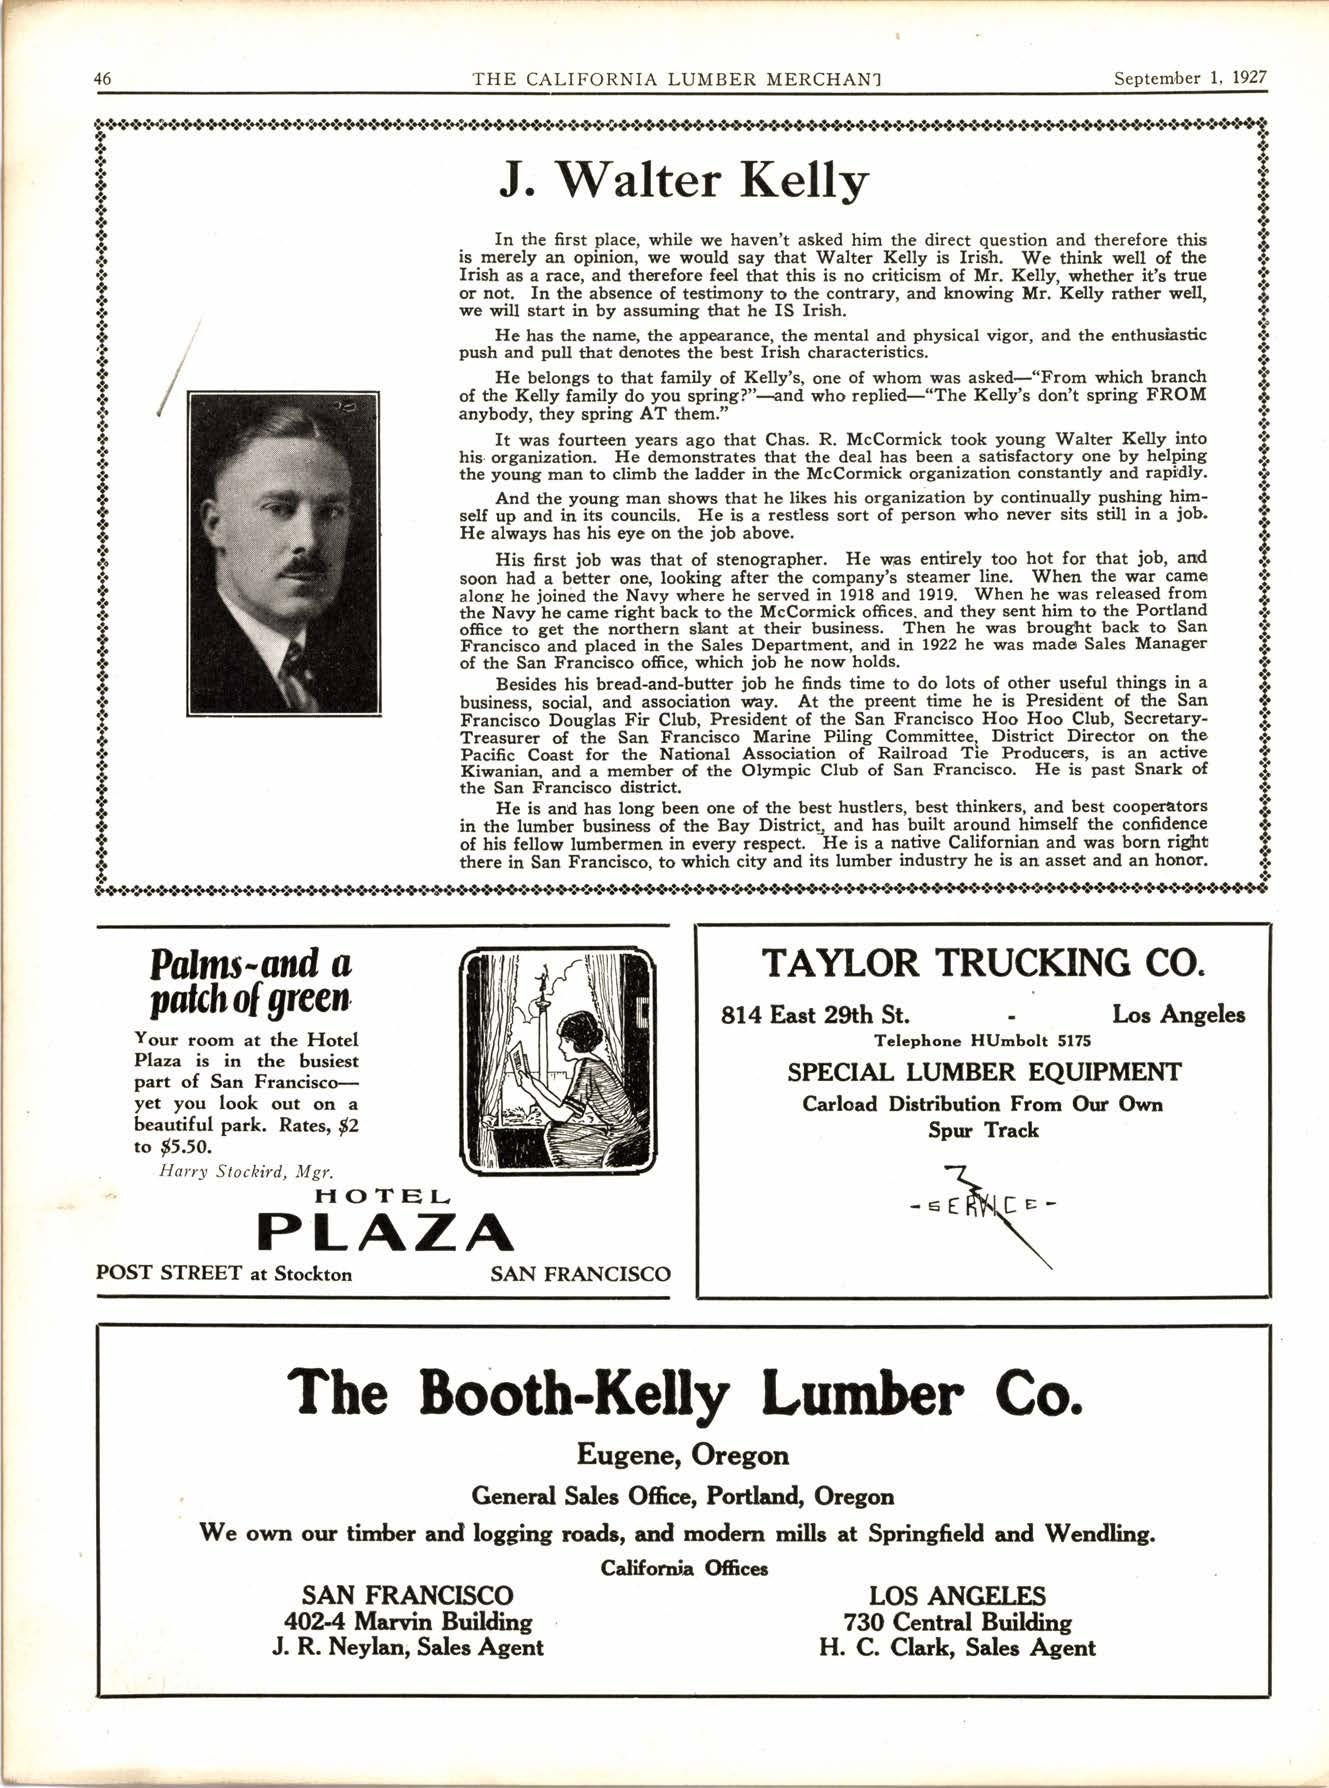 46
THE CALIFORNIA LUMBER MERCHANT
September 1, 1927
J. Walter Kelly
In the first place, while we haven't asked him the direct question and therefore this
is merely an opinion, we would say that Walter Kelly is Irish. We think well of the
Irish as a race, and therefore feel that this is no criticism of Mr. Kelly, whether it's true
or not. In the absence of testimony to the contrary, and knowing Mr. Kelly rather well,
we will start in by assuming that he IS Irish.
He has the name, the appearance, the mental and physical vigor, and the enthusiastic
push and pull that denotes the best Irish characteristics.
He belongs to that family of Kelly's, one of whom was asked—"From which branch
of the Kelly family do you spring?"—and who replied—"The Kelly's don't spring FROM
anybody, they spring AT them."
It was fourteen years ago that Chas. R. McCormick took young Walter Kelly into
his organization. He demonstrates that the deal has been a satisfactory one by helping
the young man to climb the ladder in the McCormick organization constantly and rapidly.
And the young man shows that he likes his organization by continually pushing him-
self up and in its councils. He is a restless sort of person who never sits still in a job.
He always has his eye on the job above.
His first job was that of stenographer. He was entirely too hot for that job, and
soon had a better one, looking after the company's steamer line. When the war came
along he joined the Navy where he served in 1918 and 1919. When he was released from
the Navy he came right back to the McCormick offices, and they sent him to the Portland
office to get the northern slant at their business. Then he was brought back to San
Francisco and placed in the Sales Department, and in 1922 he was made Sales Manager
of the San Francisco office, which job he now holds.
Besides his bread-and-butter job he finds time to do lots of other useful things in a
business, social, and association way. At the preent time he is President of the San
Francisco Douglas Fir Club, President of the San Francisco Hoo Hoo Club, Secretary-
Treasurer of the San Francisco Marine Piling Committee, District Director on the
Pacific Coast for the National Association of Railroad Tie Producers, is an active
Kiwanian, and a member of the Olympic Club of San Francisco. He is past Snark of
the San Francisco district.
He is and has long been one of the best hustlers, best thinkers, and best cooperators
in the lumber business of the Bay District, and has built around himself the confidence
of his fellow lumbermen in every respect. He is a native Californian and was born right
there in San Francisco, to which city and its lumber industry he is an asset and an honor.
Palms-and a
patch of green
Your room at the Hotel
Plaza is in the busiest
part of San Francisco—
yet you look out on a
beautiful park. Rates, $2
to $5.50.
Harry Stockird, Mgr.
HOTEL
PLAZA
POST STREET at Stockton SAN FRANCISCO
TAYLOR TRUCKING CO.
814 East 29th St. - Los Angeles
Telephone HUmbolt 5175
SPECIAL LUMBER EQUIPMENT
Carload Distribution From Our Own
Spur Track
-SERVICE-
The Booth-Kelly Lumber Co.
Eugene, Oregon
General Sales Office, Portland, Oregon
We own our timber and logging roads, and modern mills at Springfield and Wendling.
California Offices
SAN FRANCISCO
402-4 Marvin Building
J. R. Neylan, Sales Agent
LOS ANGELES
730 Central Building
H. C. Clark, Sales Agent